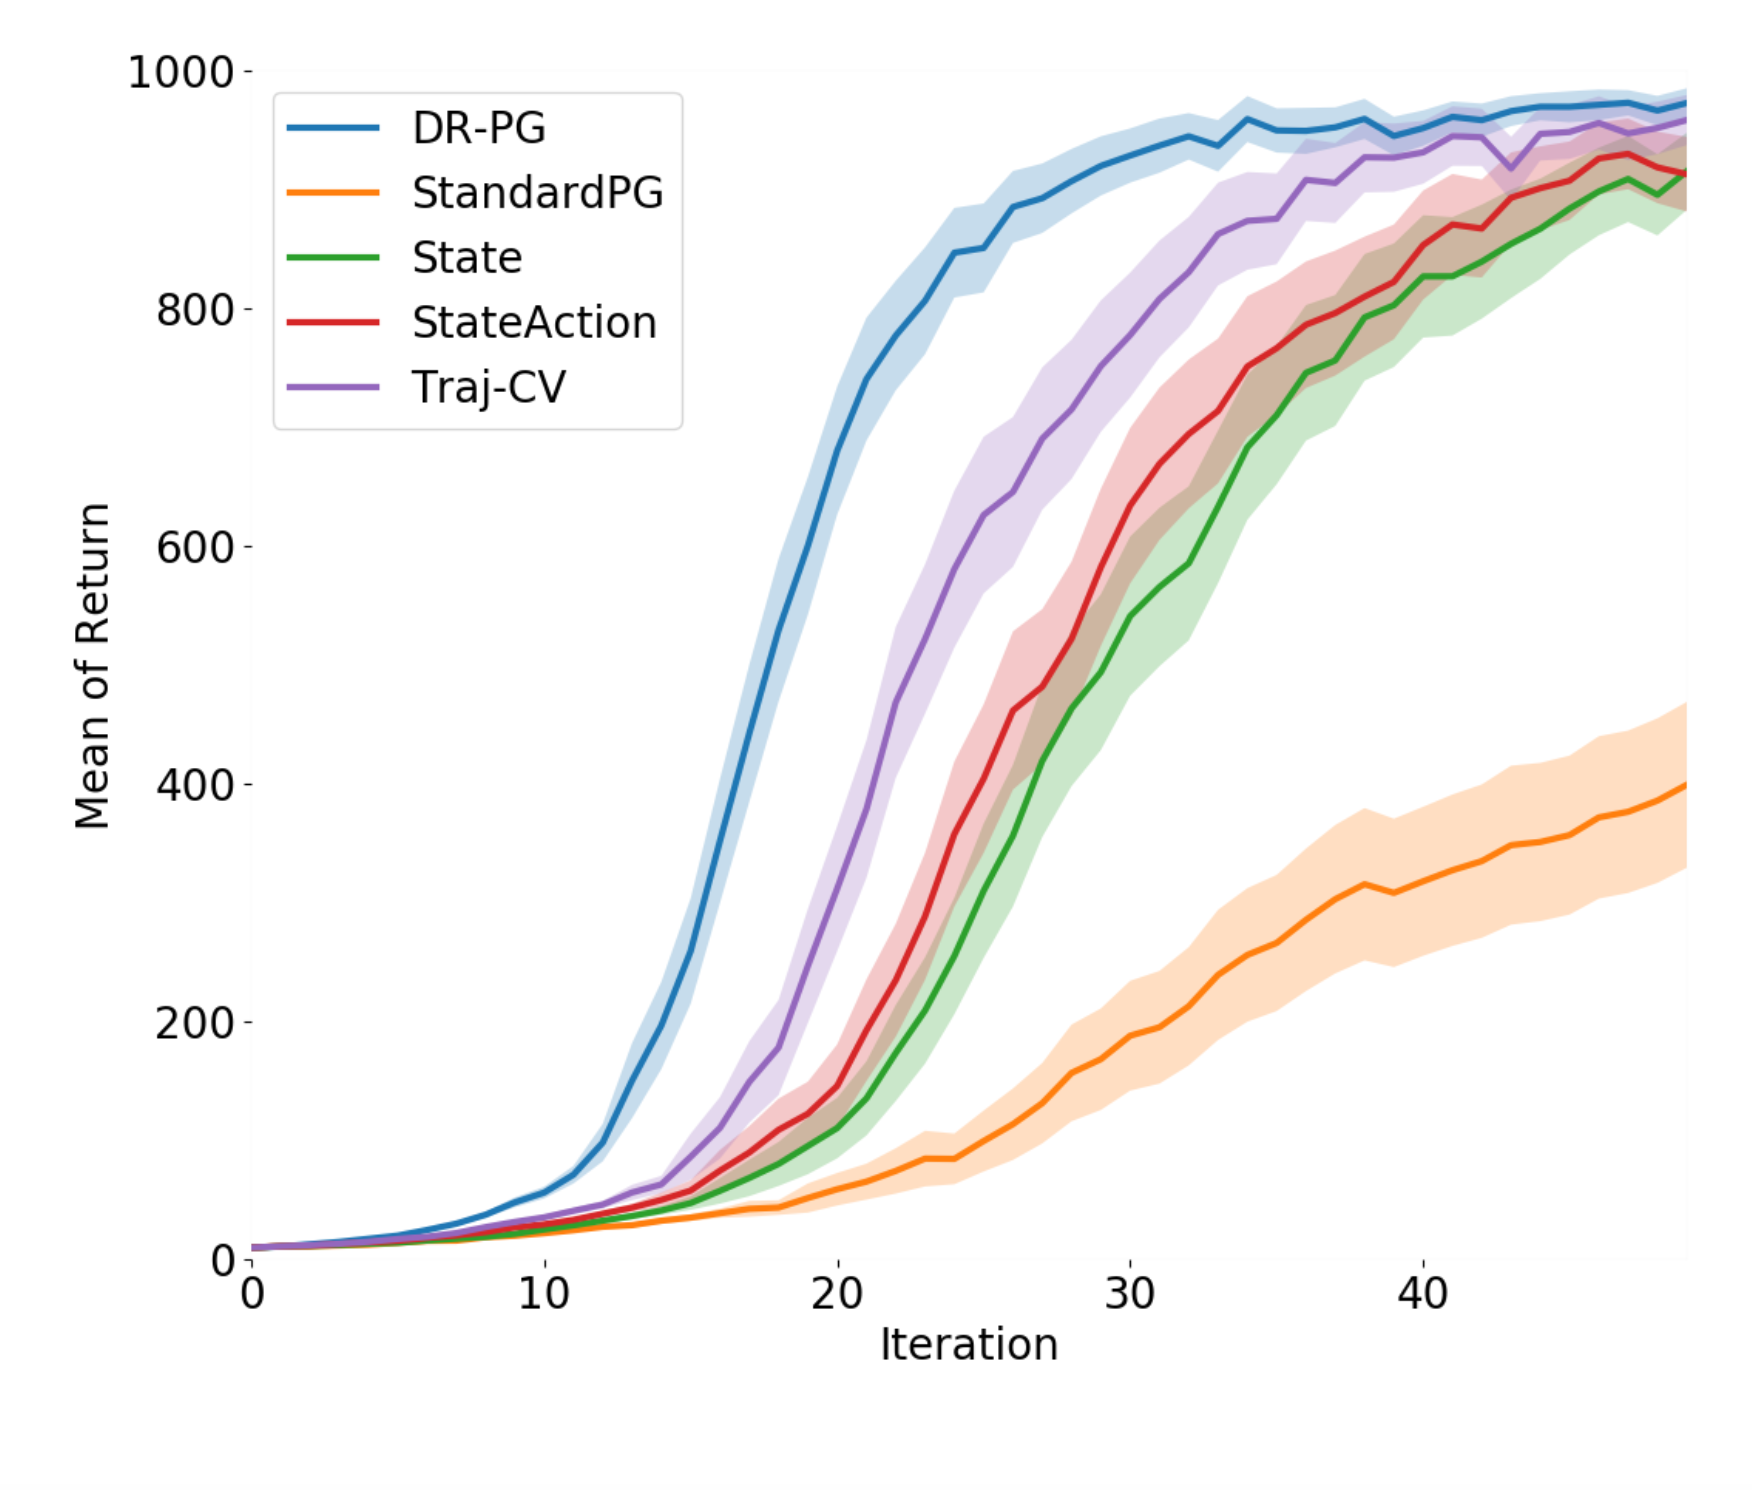 1000
800
600
400
200
0
Mean of Return
DR-PG
StandardPG
State
StateAction
Traj-CV
0 10 20 30 40
Iteration